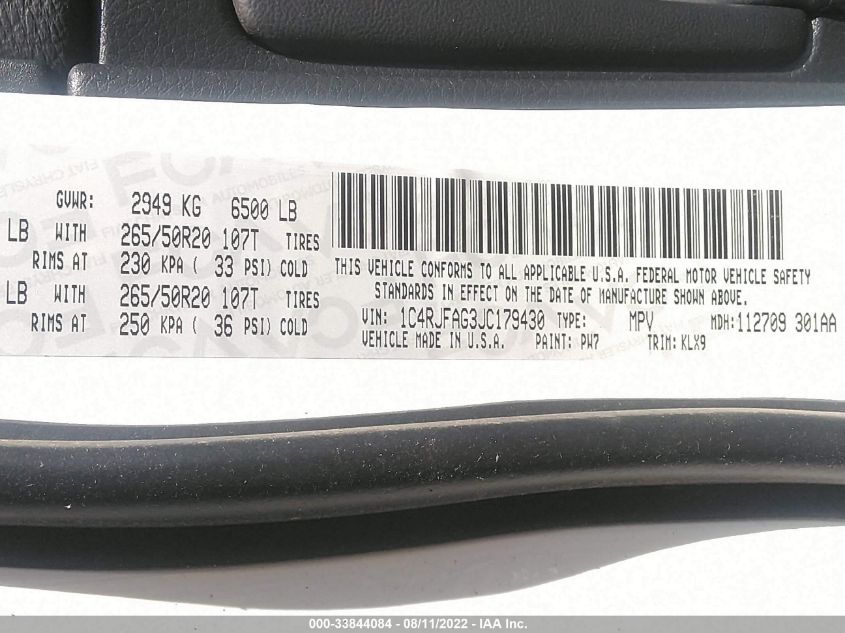 GVWR: 2949 KG 6500 LB
LB WITH 265/50R20 107T TIRES
RIMS AT 230 KPA ( 33 PSI) COLD
LB WITH 265/50R20 107T TIRES
RIMS AT 250 KPA ( 36 PSI) COLD
THIS VEHICLE CONFORMS TO ALL APPLICABLE U.S.A. FEDERAL MOTOR VEHICLE SAFETY
STANDARDS IN EFFECT ON THE DATE OF MANUFACTURE SHOWN ABOVE.
VIN: 1C4RJFAG3JC179430 TYPE: MPV MDH:112709 301AA
VEHICLE MADE IN U.S.A. PAINT: PW7 TRIM: KLX9
000-33844084 - 08/11/2022 - IAA Inc.